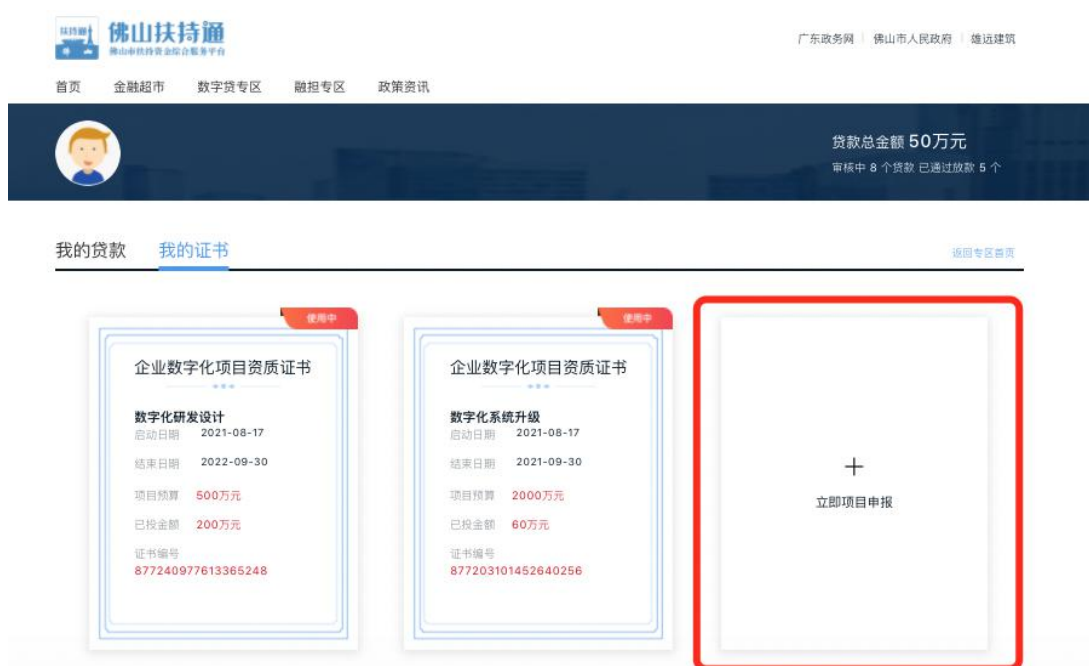 扶持通
佛山扶持通
佛山市扶持资金综合服务平台
广东政务网 佛山市人民政府 雄远建筑
首页 金融超市 数字贷专区 融担专区 政策资讯
贷款总金额 50万元
审核中 8 个贷款 已通过放款 5 个
我的贷款 我的证书 返回专区首页
使用中
企业数字化项目资质证书
数字化研发设计
启动日期 2021-08-17
结束日期 2022-09-30
项目预算 500万元
已投金额 200万元
证书编号
877240977613365248
使用中
企业数字化项目资质证书
数字化系统升级
启动日期 2021-08-17
结束日期 2021-09-30
项目预算 2000万元
已投金额 60万元
证书编号
877203101452640256
+
立即项目申报